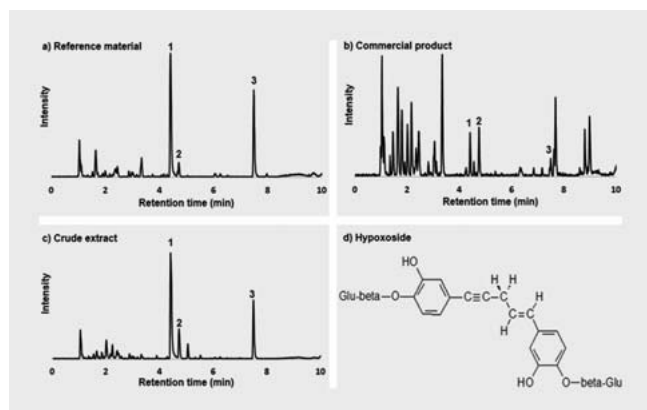 a) Reference material
1
3
2
Intensity
0 2 4 6 8 10
Retention time (min)
b) Commercial product
1 2
3
Intensity
0 2 4 6 8 10
Retention time (min)
c) Crude extract
1
3
2
Intensity
0 2 4 6 8 10
Retention time (min)
d) Hypoxoside
HO
H H
Glu-beta—O
C≡C
H
C=C
H
HO
O—beta-Glu